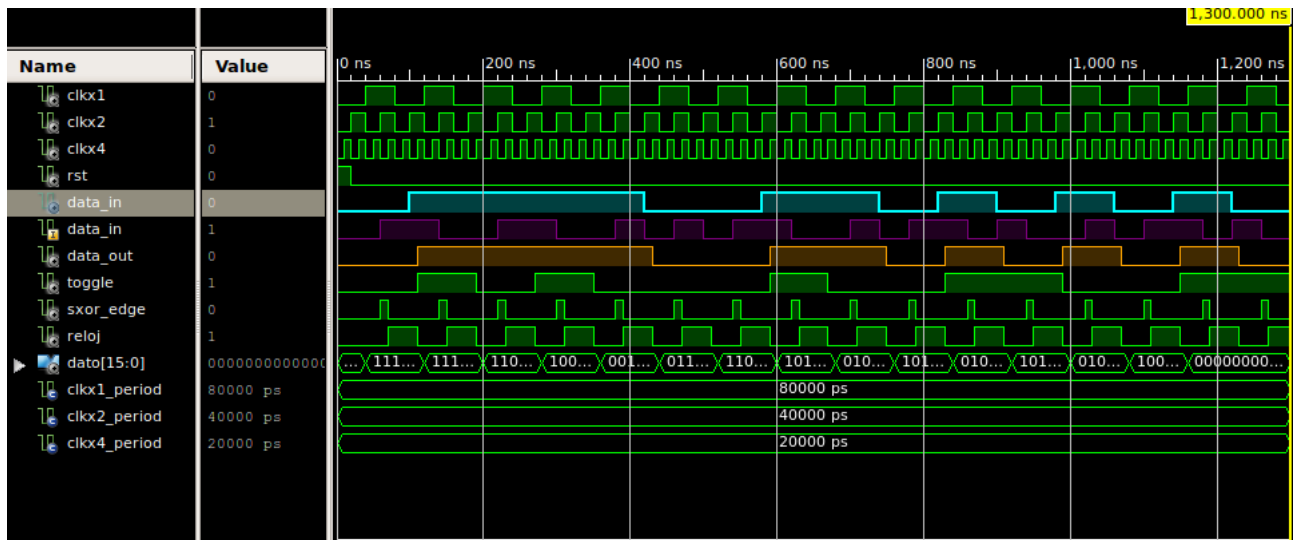 1,300.000 ns
Name Value |0 ns |200 ns |400 ns |600 ns |800 ns |1,000 ns |1,200 ns
clkx1 0
clkx2 1
clkx4 0
rst 0
data_in 0
data_in 1
data_out 0
toggle 1
sxor_edge 0
reloj 1
dato[15:0] 0000000000000 ... 111... 111... 110... 100... 001... 011... 110... 101... 010... 101... 010... 101... 010... 100... 00000000...
clkx1_period 80000 ps 80000 ps
clkx2_period 40000 ps 40000 ps
clkx4_period 20000 ps 20000 ps